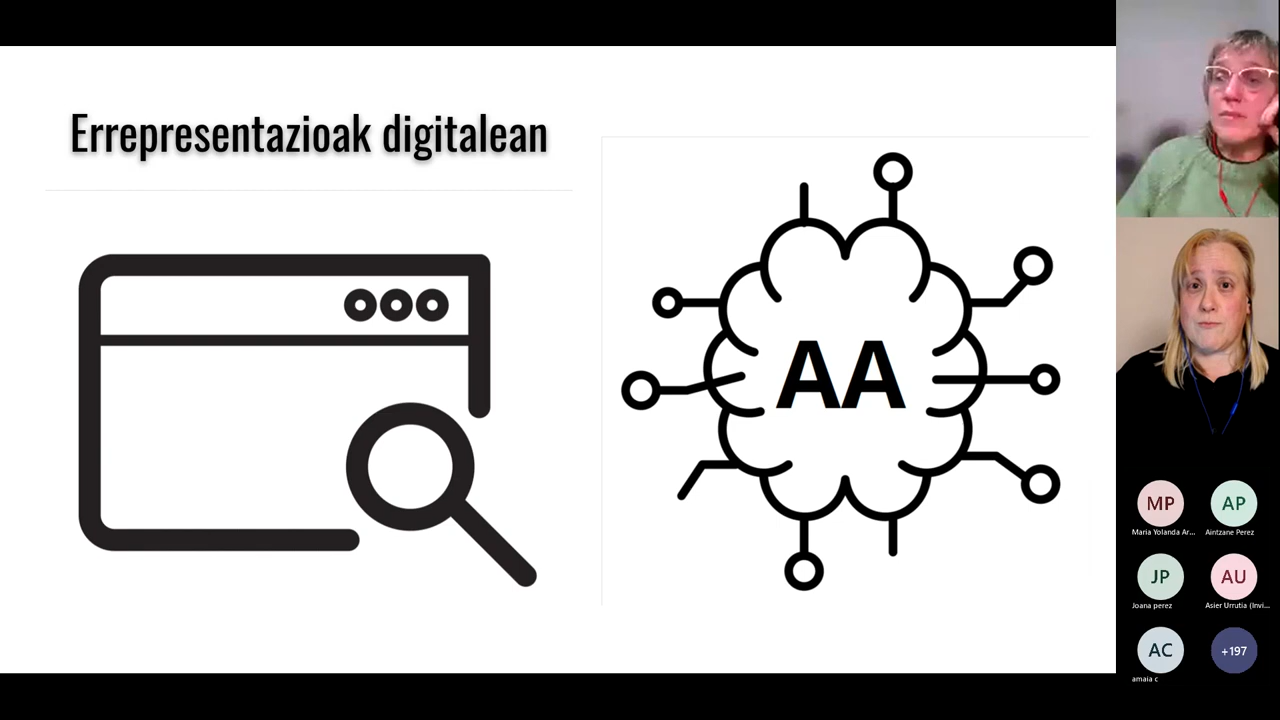 Errepresentazioak digitalean
AA
MP
AP
Maria Yolanda Ar...
Aintzane Perez
JP
AU
Joana perez
Asier Urrutia (Invi...
AC
+197
amaia c